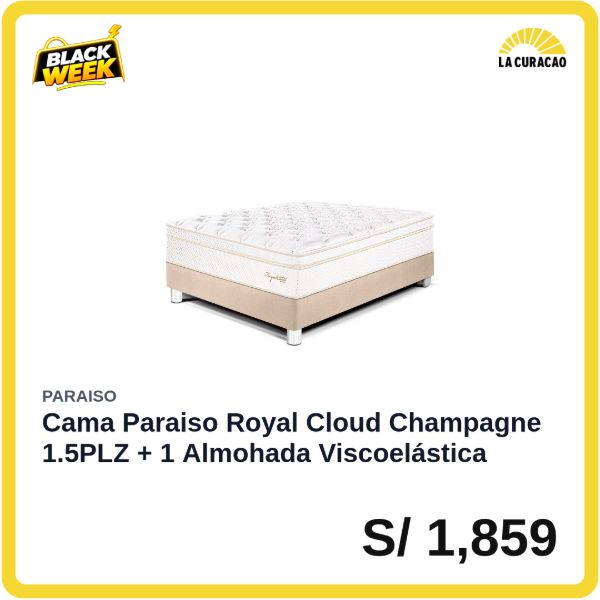 BLACK
WEEK
LA CURACAO
PARAISO
Cama Paraiso Royal Cloud Champagne
1.5PLZ + 1 Almohada Viscoelástica
S/ 1,859